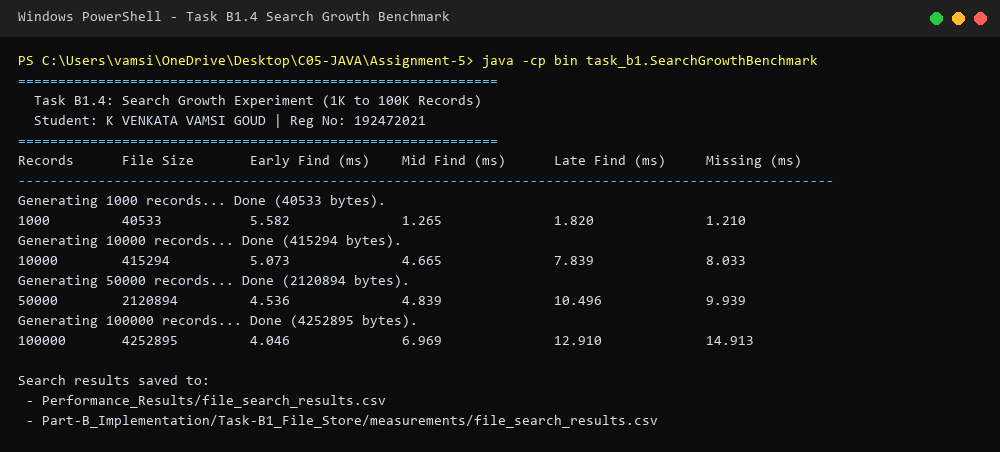 Windows PowerShell - Task B1.4 Search Growth Benchmark
PS C:\Users\vamsi\OneDrive\Desktop\C05-JAVA\Assignment-5> java -cp bin task_b1.SearchGrowthBenchmark
============================================================
Task B1.4: Search Growth Experiment (1K to 100K Records)
Student: K VENKATA VAMSI GOUD | Reg No: 192472021
============================================================
Records File Size Early Find (ms) Mid Find (ms) Late Find (ms) Missing (ms)
------------------------------------------------------------------------------------------------------
Generating 1000 records... Done (40533 bytes).
1000 40533 5.582 1.265 1.820 1.210
Generating 10000 records... Done (415294 bytes).
10000 415294 5.073 4.665 7.839 8.033
Generating 50000 records... Done (2120894 bytes).
50000 2120894 4.536 4.839 10.496 9.939
Generating 100000 records... Done (4252895 bytes).
100000 4252895 4.046 6.969 12.910 14.913
Search results saved to:
- Performance_Results/file_search_results.csv
- Part-B_Implementation/Task-B1_File_Store/measurements/file_search_results.csv